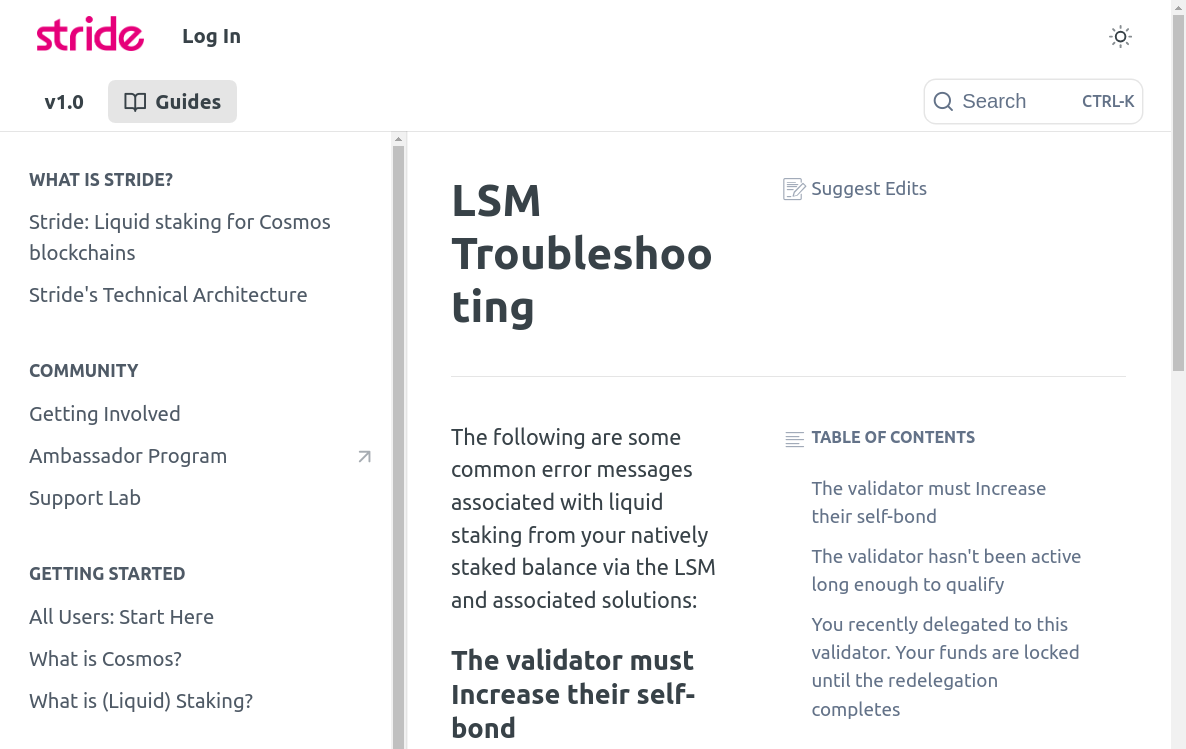 stride
Log In
v1.0
Guides
Search
CTRL-K
WHAT IS STRIDE?
Stride: Liquid staking for Cosmos
blockchains
Stride's Technical Architecture
COMMUNITY
Getting Involved
Ambassador Program
Support Lab
GETTING STARTED
All Users: Start Here
What is Cosmos?
What is (Liquid) Staking?
LSM
Troubleshoo
ting
Suggest Edits
The following are some
common error messages
associated with liquid
staking from your natively
staked balance via the LSM
and associated solutions:
The validator must
Increase their self-
bond
TABLE OF CONTENTS
The validator must Increase
their self-bond
The validator hasn't been active
long enough to qualify
You recently delegated to this
validator. Your funds are locked
until the redelegation
completes